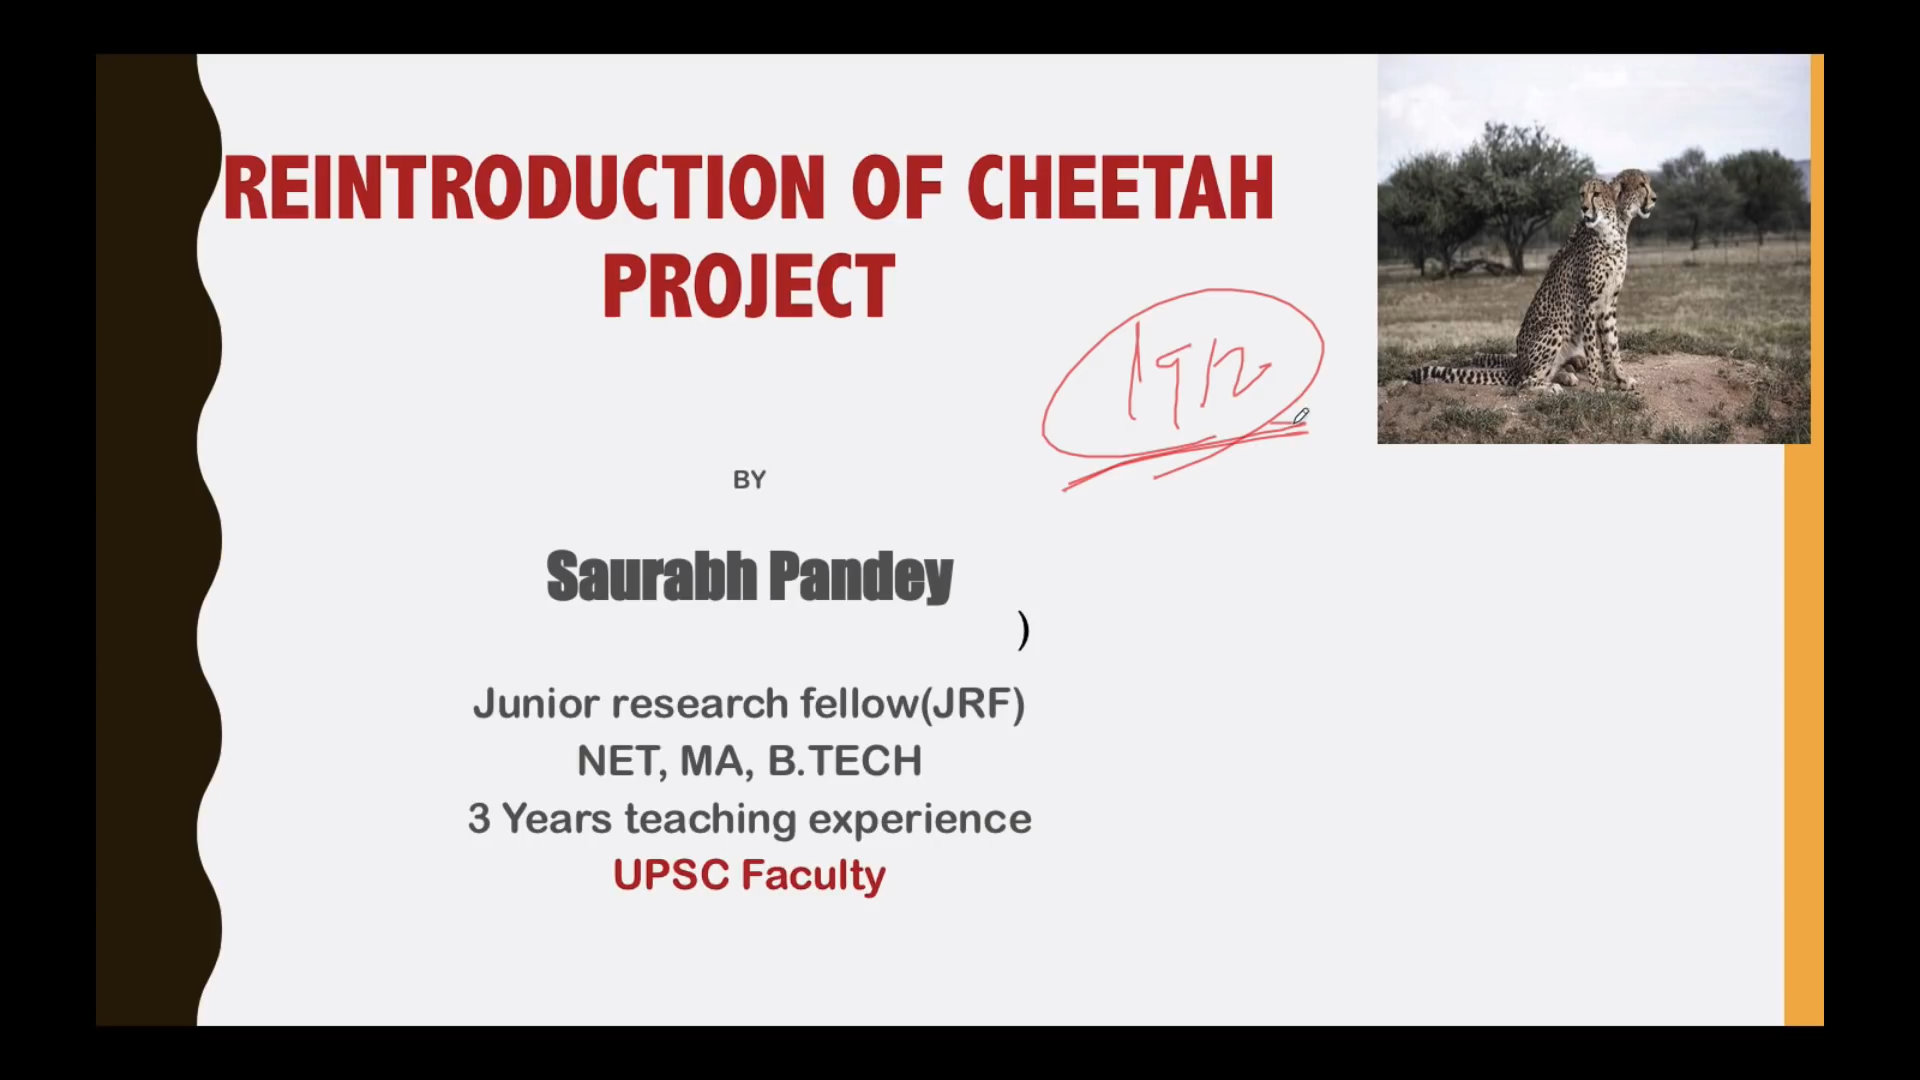 REINTRODUCTION OF CHEETAH
PROJECT
1912
BY
Saurabh Pandey
)
Junior research fellow(JRF)
NET, MA, B.TECH
3 Years teaching experience
UPSC Faculty